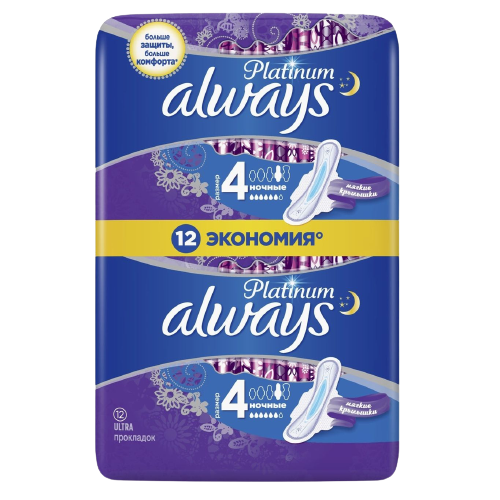 больше
защиты,
больше
комфорта*
Platinum
always
размер
4
ночные
мягкие
крылышки
12 ЭКОНОМИЯ°
Platinum
always
размер
4
ночные
мягкие
крылышки
12
ULTRA
прокладок